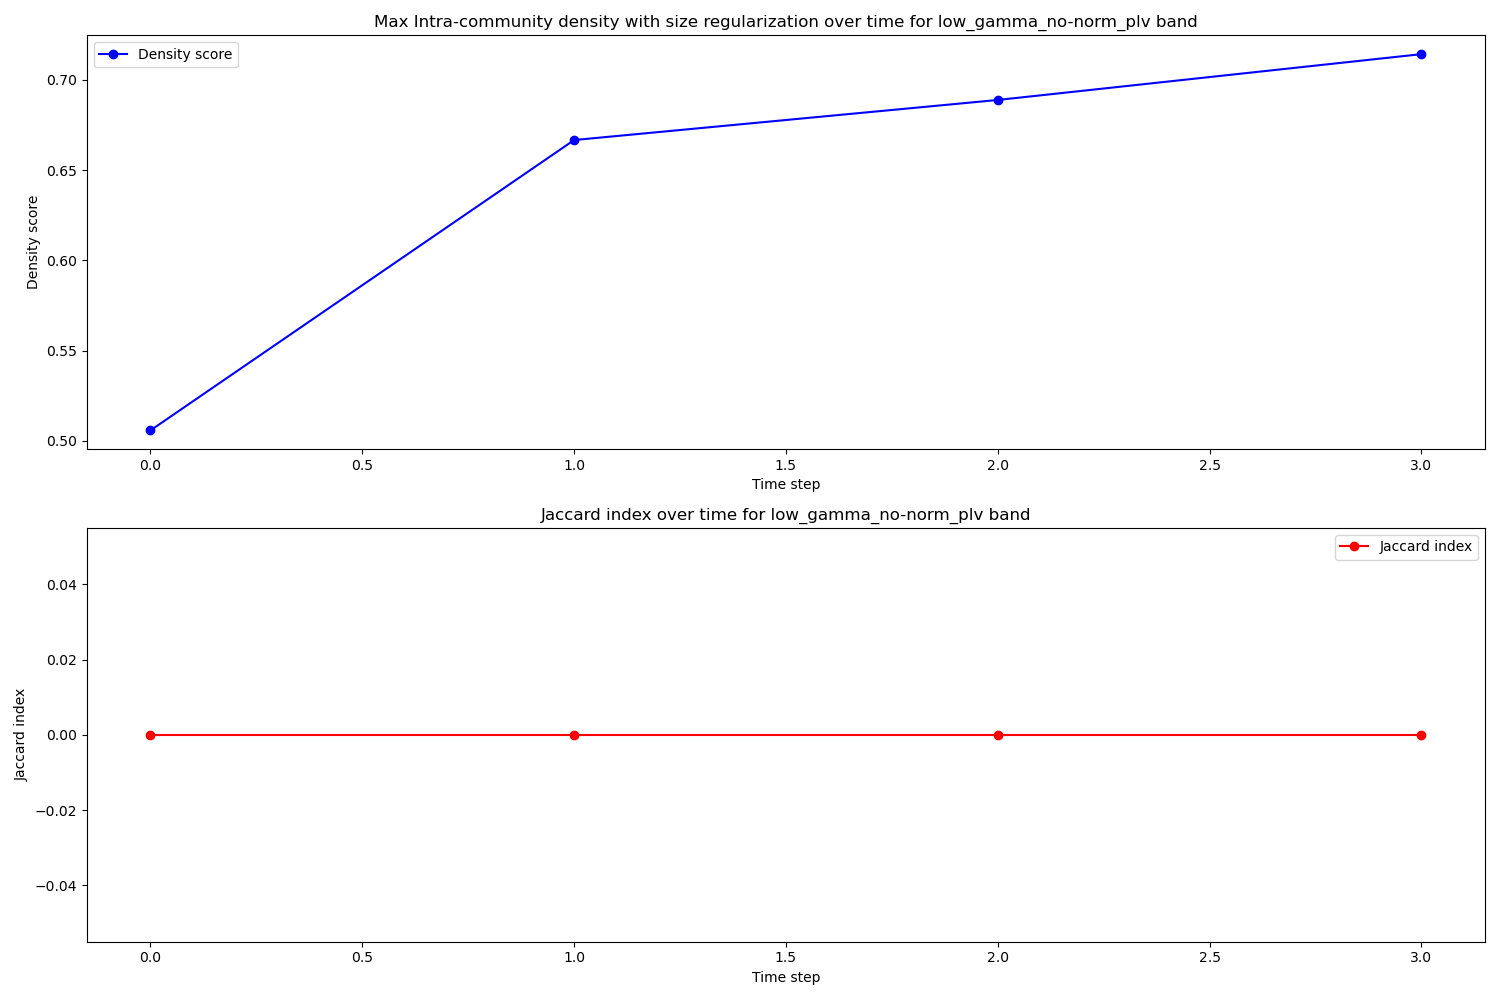 Max Intra-community density with size regularization over time for low_gamma_no-norm_plv band
Density score
0.70
0.65
0.60
0.55
0.50
Density score
0.0 0.5 1.0 1.5 2.0 2.5 3.0
Time step
Jaccard index over time for low_gamma_no-norm_plv band
Jaccard index
0.04
0.02
0.00
−0.02
−0.04
Jaccard index
0.0 0.5 1.0 1.5 2.0 2.5 3.0
Time step